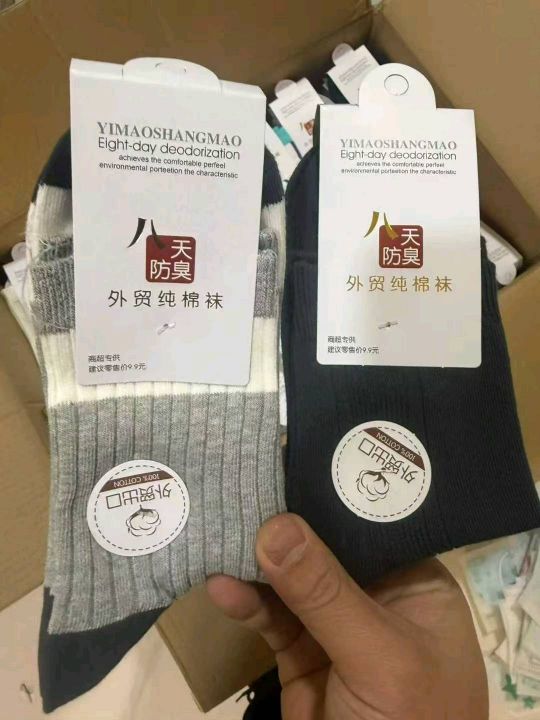 YIMAOSHANGMAO
Eight-day deodorization
achieves the comfortable perfeel
environmental porteetion the characteristic
八天
防臭
外贸纯棉袜
商超专供
建议零售价9.9元
100% COTTON
外贸出口
YIMAOSHANGMAO
Eight-day deodorization
achieves the comfortable perfeel
environmental porteetion the characteristic
八天
防臭
外贸纯棉袜
商超专供
建议零售价9.9元
100% COTTON
外贸出口